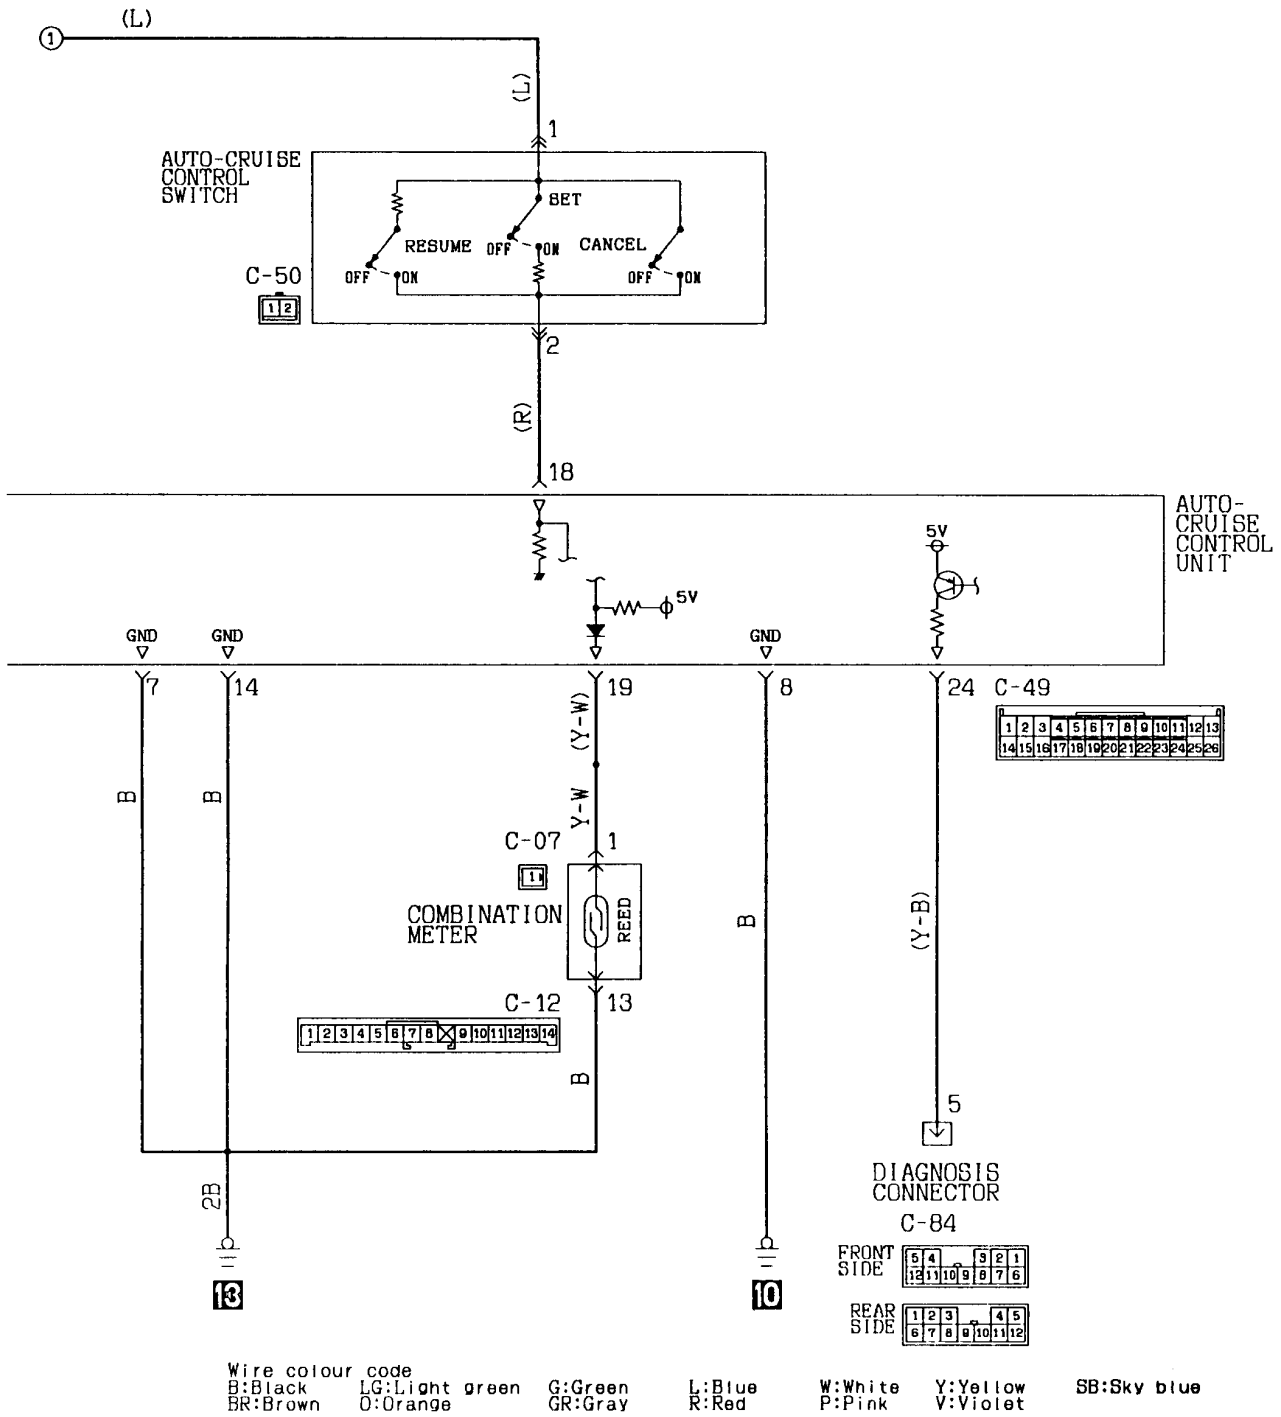 (L)
1
(L)
1
AUTO-CRUISE
CONTROL
SWITCH
SET
RESUME
OFF
ON
CANCEL
OFF
ON
OFF
ON
C-50
1 2
2
(R)
18
AUTO-
CRUISE
CONTROL
UNIT
5V
5V
GND
GND
GND
7
14
19
8
24
C-49
1 2 3 4 5 6 7 8 9 10 11 12 13
14 15 16 17 18 19 20 21 22 23 24 25 26
(Y-W)
B
B
Y-W
C-07
1
1
COMBINATION
METER
REED
B
(Y-B)
C-12
13
1 2 3 4 5 6 7 8 9 10 11 12 13 14
B
5
DIAGNOSIS
CONNECTOR
2B
C-84
FRONT
SIDE
5 4 3 2 1
12 11 10 9 8 7 6
13
10
REAR
SIDE
1 2 3 4 5
6 7 8 9 10 11 12
Wire colour code
B:Black LG:Light green G:Green L:Blue W:White Y:Yellow SB:Sky blue
BR:Brown O:Orange GR:Gray R:Red P:Pink V:Violet